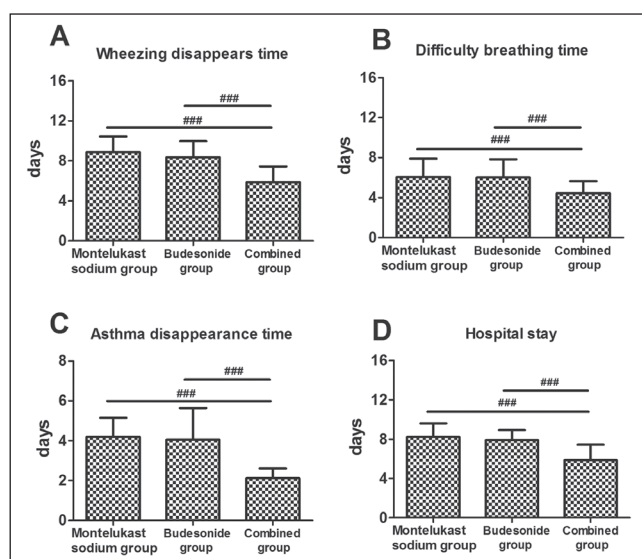 A
Wheezing disappears time
16
12
8
4
0
days
###
###
Montelukast sodium group
Budesonide group
Combined group
B
Difficulty breathing time
16
12
8
4
0
days
###
###
Montelukast sodium group
Budesonide group
Combined group
C
Asthma disappearance time
8
6
4
2
0
days
###
###
Montelukast sodium group
Budesonide group
Combined group
D
Hospital stay
16
12
8
4
0
days
###
###
Montelukast sodium group
Budesonide group
Combined group